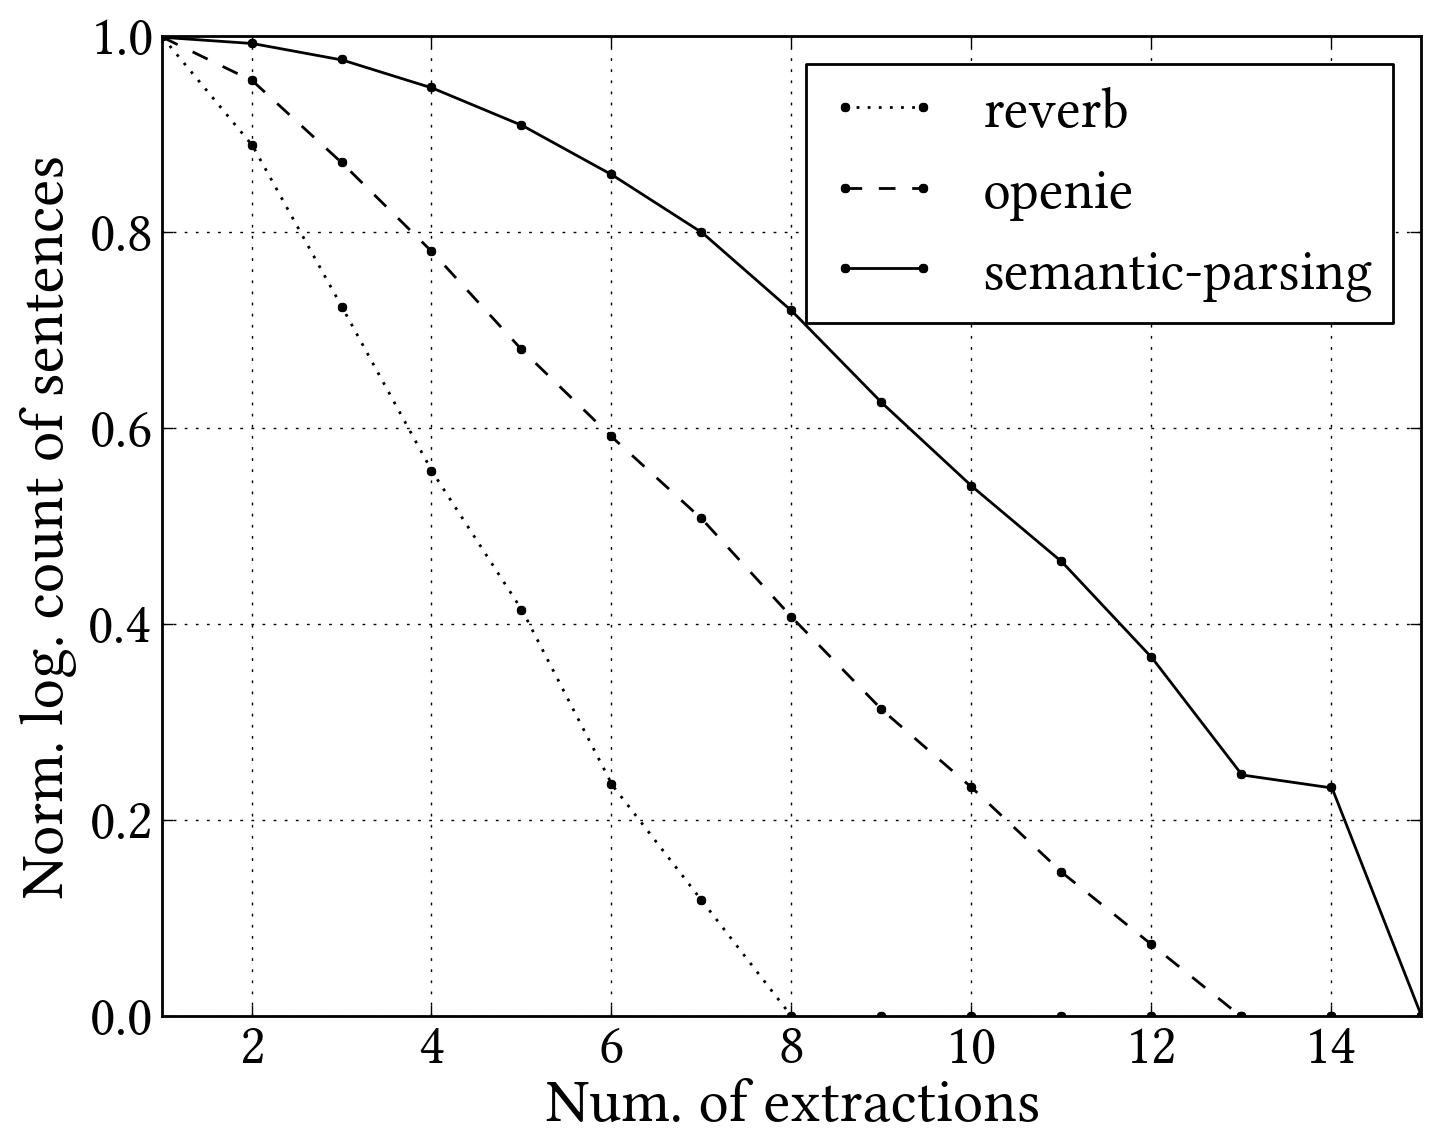 1.0
0.8
0.6
0.4
0.2
0.0
Norm. log. count of sentences
reverb
openie
semantic-parsing
2 4 6 8 10 12 14
Num. of extractions